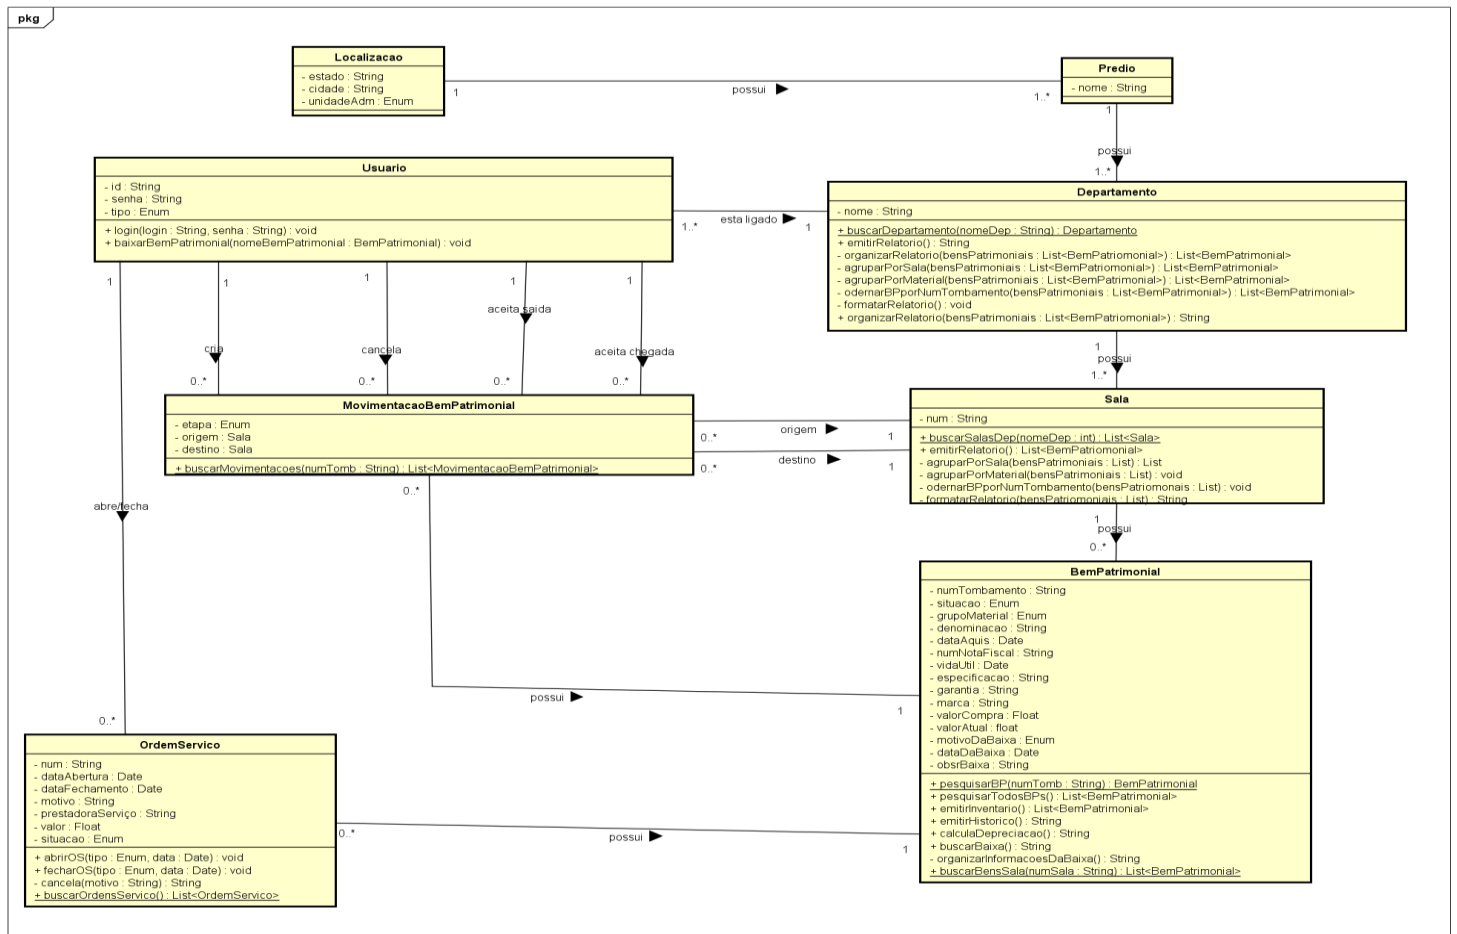 pkg
Localizacao
- estado : String
- cidade : String
- unidadeAdm : Enum
1
possui
1..*
Predio
- nome : String
1
possui
1..*
Usuario
- id : String
- senha : String
- tipo : Enum
+ login(login : String, senha : String) : void
+ baixarBemPatrimonial(nomeBemPatrimonial : BemPatrimonial) : void
1..*
esta ligado
1
Departamento
- nome : String
+ buscarDepartamento(nomeDep : String) : Departamento
+ emitirRelatorio() : String
- organizarRelatorio(bensPatrimoniais : List<BemPatriomonial>) : List<BemPatrimonial>
- agruparPorSala(bensPatrimoniais : List<BemPatriomonial>) : List<BemPatrimonial>
- agruparPorMaterial(bensPatrimoniais : List<BemPatrimonial>) : List<BemPatrimonial>
- odernarBPporNumTombamento(bensPatrimoniais : List<BemPatrimonial>) : List<BemPatrimonial>
- formatarRelatorio() : void
+ organizarRelatorio(bensPatrimoniais : List<BemPatriomonial>) : String
1
possui
1..*
1
cria
0..*
1
cancela
0..*
1
aceita saida
0..*
1
aceita chegada
0..*
1
abre/fecha
0..*
MovimentacaoBemPatrimonial
- etapa : Enum
- origem : Sala
- destino : Sala
+ buscarMovimentacoes(numTomb : String) : List<MovimentacaoBemPatrimonial>
0..*
origem
1
0..*
destino
1
Sala
- num : String
+ buscarSalasDep(nomeDep : int) : List<Sala>
+ emitirRelatorio() : List<BemPatrimonial>
- agruparPorSala(bensPatrimoniais : List) : List
- agruparPorMaterial(bensPatrimoniais : List) : void
- odernarBPporNumTombamento(bensPatriomonais : List) : void
- formatarRelatorio(bensPatriomoniais : List) : String
1
possui
0..*
0..*
possui
1
BemPatrimonial
- numTombamento : String
- situacao : Enum
- grupoMaterial : Enum
- denominacao : String
- dataAquis : Date
- numNotaFiscal : String
- vidaUtil : Date
- especificacao : String
- garantia : String
- marca : String
- valorCompra : Float
- valorAtual : float
- motivoDaBaixa : Enum
- dataDaBaixa : Date
- obsrBaixa : String
+ pesquisarBP(numTomb : String) : BemPatrimonial
+ pesquisarTodosBPs() : List<BemPatrimonial>
+ emitirInventario() : List<BemPatrimonial>
+ emitirHistorico() : String
+ calculaDepreciacao() : String
+ buscarBaixa() : String
- organizarInformacoesDaBaixa() : String
+ buscarBensSala(numSala : String) : List<BemPatrimonial>
OrdemServico
- num : String
- dataAbertura : Date
- dataFechamento : Date
- motivo : String
- prestadoraServiço : String
- valor : Float
- situacao : Enum
+ abrirOS(tipo : Enum, data : Date) : void
+ fecharOS(tipo : Enum, data : Date) : void
- cancela(motivo : String) : String
+ buscarOrdensServico() : List<OrdemServico>
0..*
possui
1